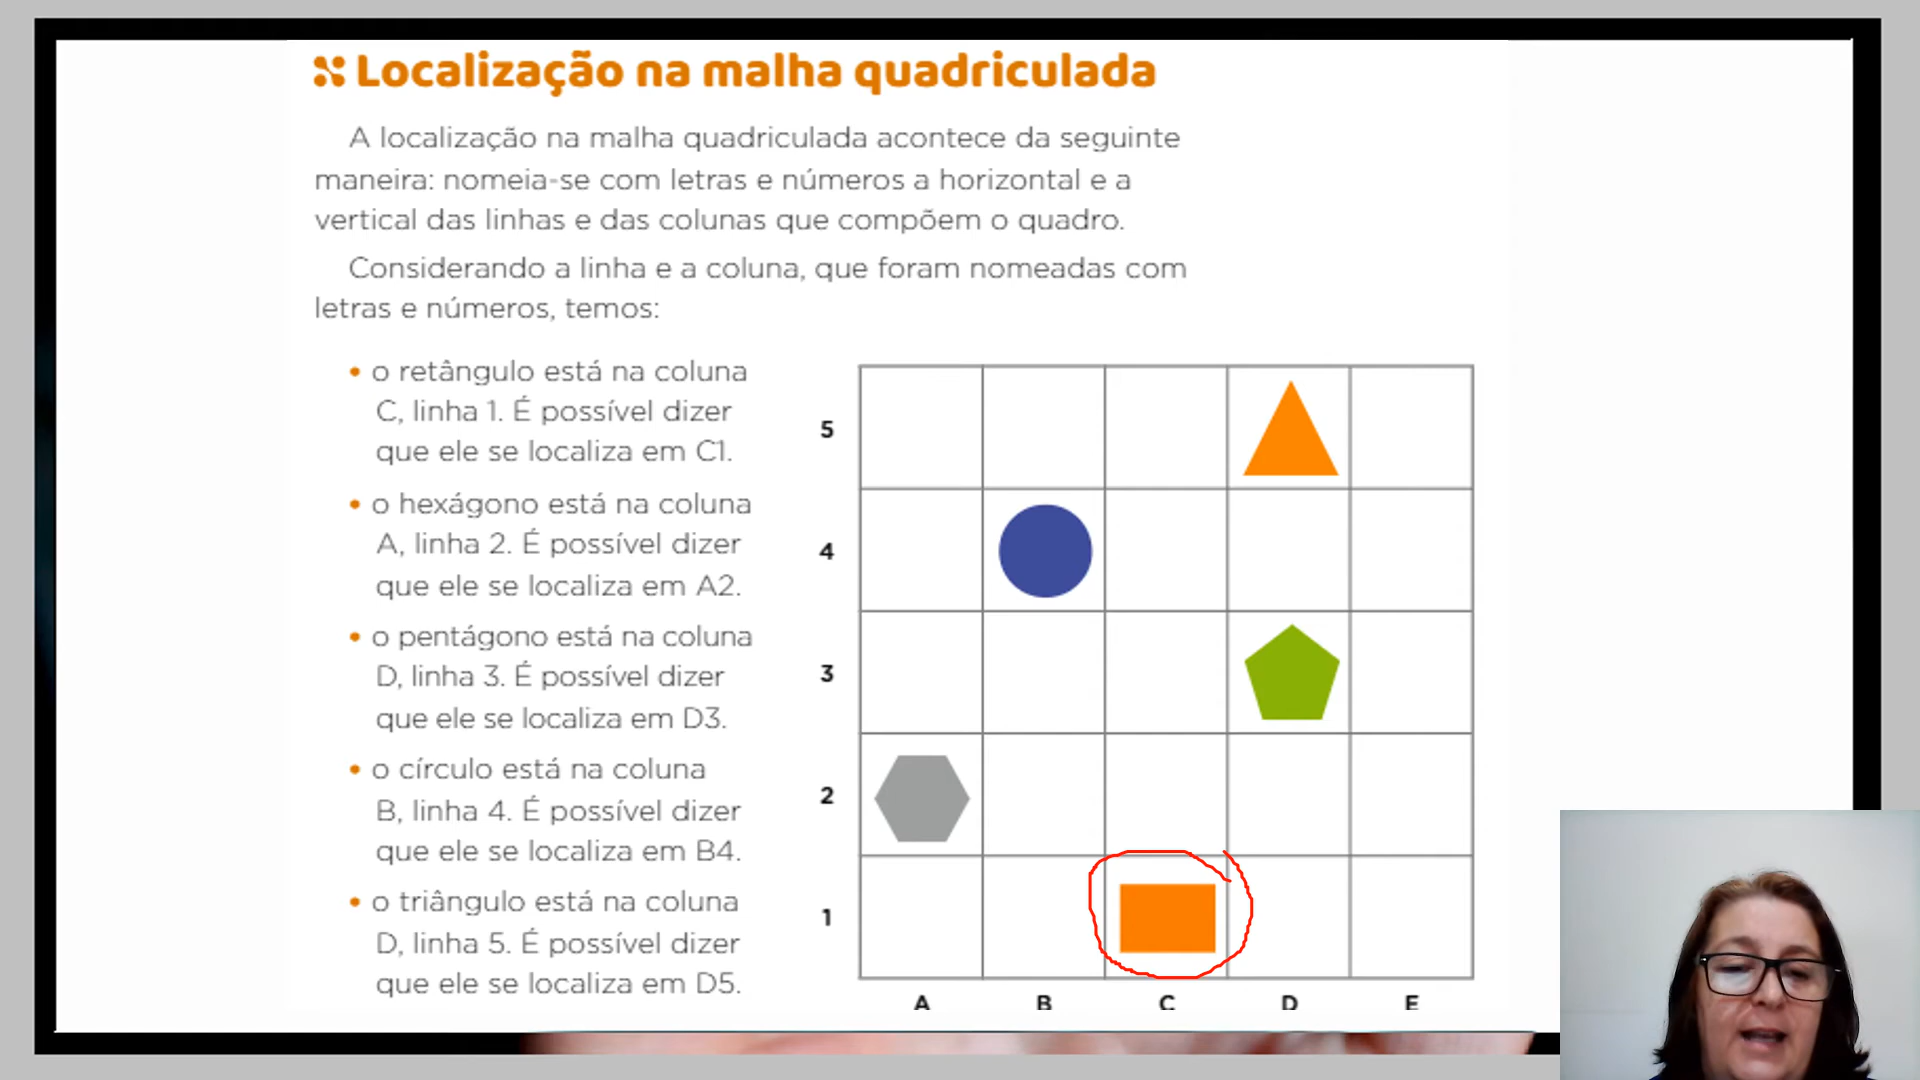 Localização na malha quadriculada
A localização na malha quadriculada acontece da seguinte
maneira: nomeia-se com letras e números a horizontal e a
vertical das linhas e das colunas que compõem o quadro.
Considerando a linha e a coluna, que foram nomeadas com
letras e números, temos:
• o retângulo está na coluna
C, linha 1. É possível dizer
que ele se localiza em C1.
• o hexágono está na coluna
A, linha 2. É possível dizer
que ele se localiza em A2.
• o pentágono está na coluna
D, linha 3. É possível dizer
que ele se localiza em D3.
• o círculo está na coluna
B, linha 4. É possível dizer
que ele se localiza em B4.
• o triângulo está na coluna
D, linha 5. É possível dizer
que ele se localiza em D5.
5
4
3
2
1
A B C D E